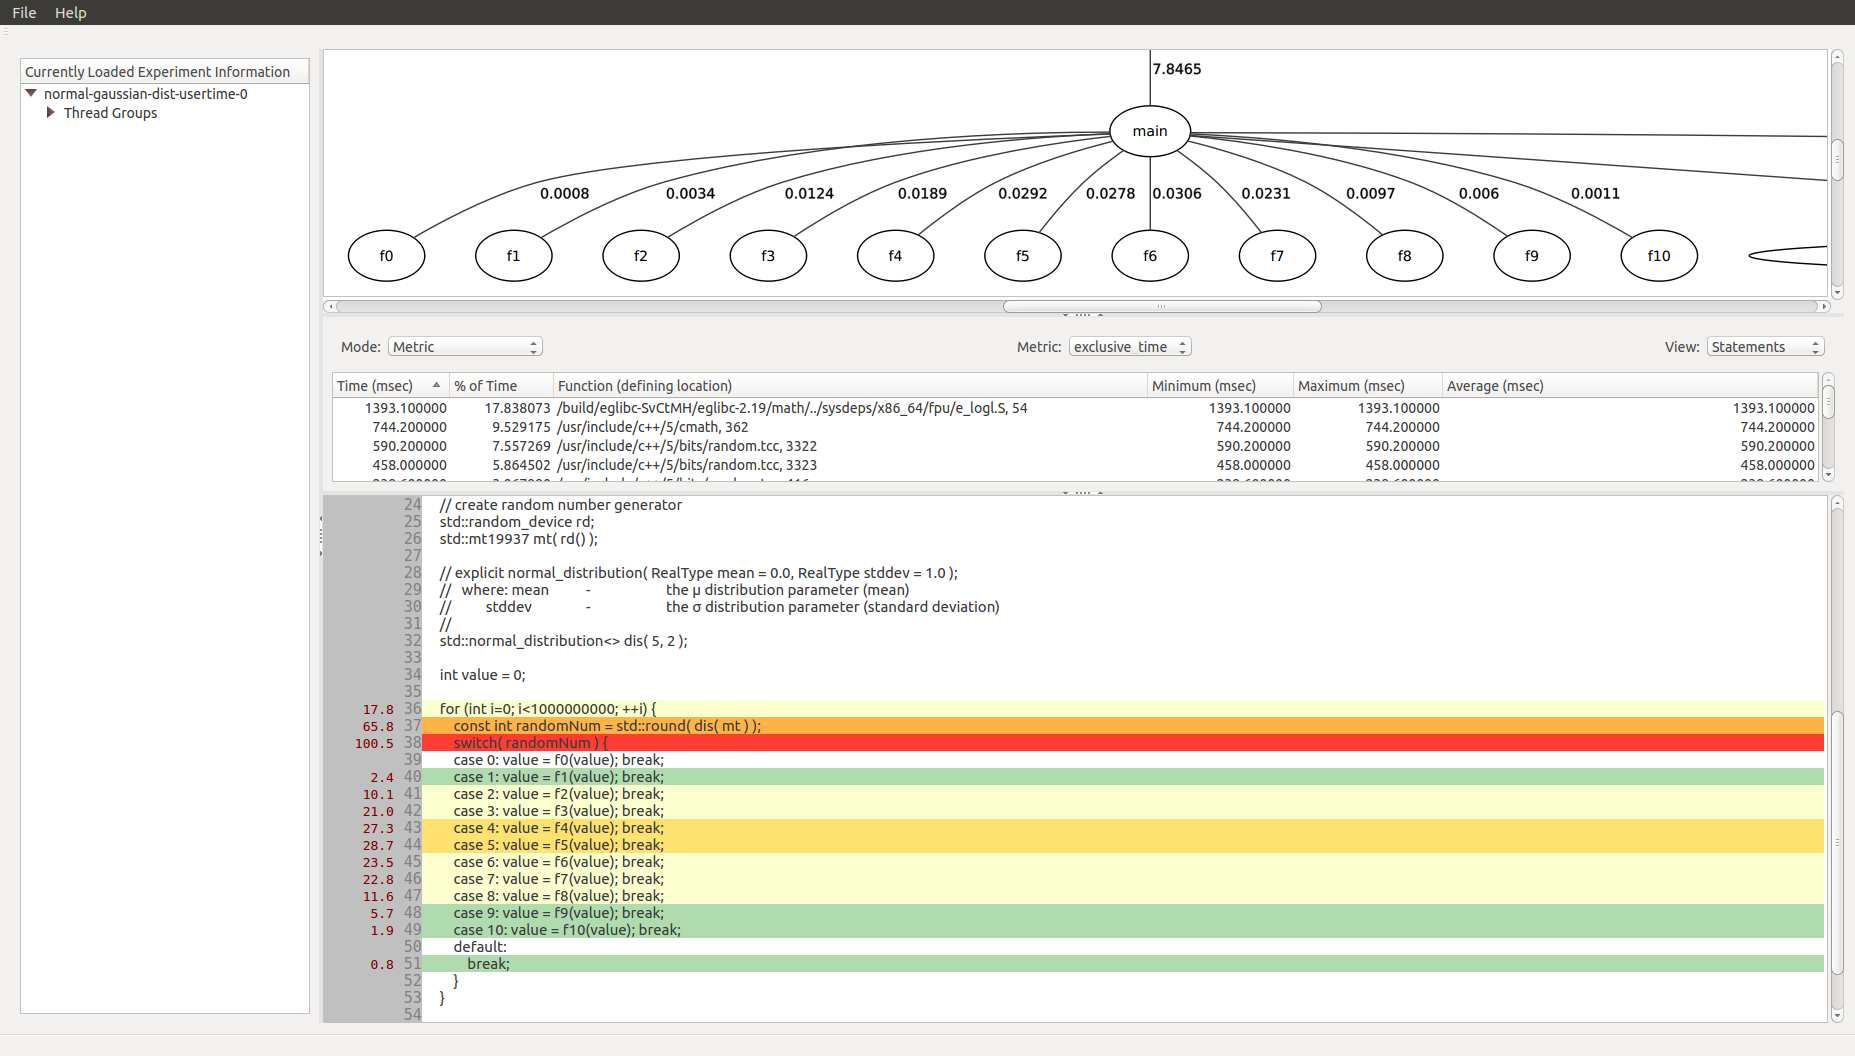 File Help
Currently Loaded Experiment Information
normal-gaussian-dist-usertime-0
Thread Groups
7.8465
main
0.0008 0.0034 0.0124 0.0189 0.0292 0.0278 0.0306 0.0231 0.0097 0.006 0.0011
f0 f1 f2 f3 f4 f5 f6 f7 f8 f9 f10
Mode: Metric Metric: exclusive_time View: Statements
Time (msec) % of Time Function (defining location) Minimum (msec) Maximum (msec) Average (msec)
1393.100000 17.838073 /build/eglibc-SvCtMH/eglibc-2.19/math/../sysdeps/x86_64/fpu/e_logl.S, 54 1393.100000 1393.100000 1393.100000
744.200000 9.529175 /usr/include/c++/5/cmath, 362 744.200000 744.200000 744.200000
590.200000 7.557269 /usr/include/c++/5/bits/random.tcc, 3322 590.200000 590.200000 590.200000
458.000000 5.864502 /usr/include/c++/5/bits/random.tcc, 3323 458.000000 458.000000 458.000000
24 // create random number generator
25 std::random_device rd;
26 std::mt19937 mt( rd() );
27
28 // explicit normal_distribution( RealType mean = 0.0, RealType stddev = 1.0 );
29 // where: mean - the μ distribution parameter (mean)
30 // stddev - the σ distribution parameter (standard deviation)
31 //
32 std::normal_distribution<> dis( 5, 2 );
33
34 int value = 0;
35
17.8 36 for (int i=0; i<1000000000; ++i) {
65.8 37 const int randomNum = std::round( dis( mt ) );
100.5 38 switch( randomNum ) {
39 case 0: value = f0(value); break;
2.4 40 case 1: value = f1(value); break;
10.1 41 case 2: value = f2(value); break;
21.0 42 case 3: value = f3(value); break;
27.3 43 case 4: value = f4(value); break;
28.7 44 case 5: value = f5(value); break;
23.5 45 case 6: value = f6(value); break;
22.8 46 case 7: value = f7(value); break;
11.6 47 case 8: value = f8(value); break;
5.7 48 case 9: value = f9(value); break;
1.9 49 case 10: value = f10(value); break;
50 default:
0.8 51 break;
52 }
53 }
54